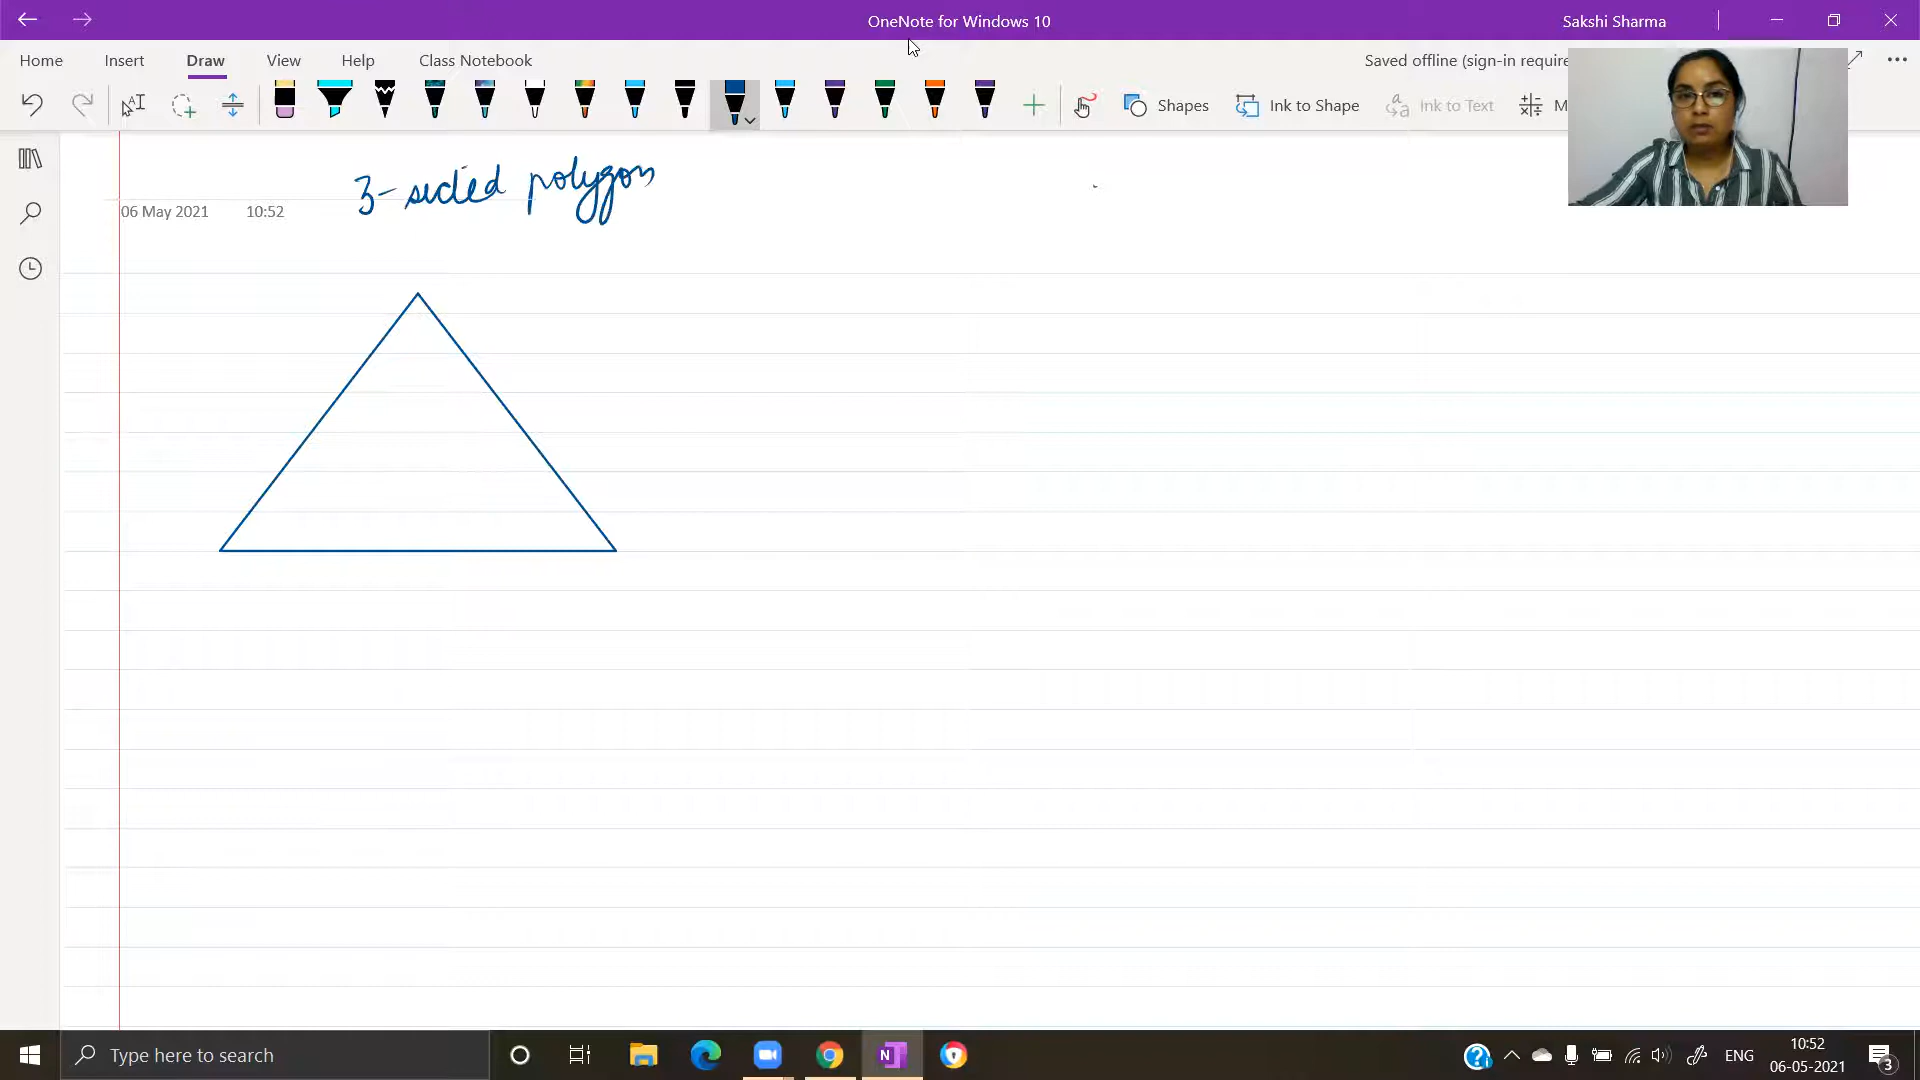 OneNote for Windows 10
Sakshi Sharma
Home Insert Draw View Help Class Notebook
Saved offline (sign-in require
Shapes Ink to Shape Ink to Text M
3-sided polygon
06 May 2021 10:52
Type here to search
ENG
10:52
06-05-2021
3